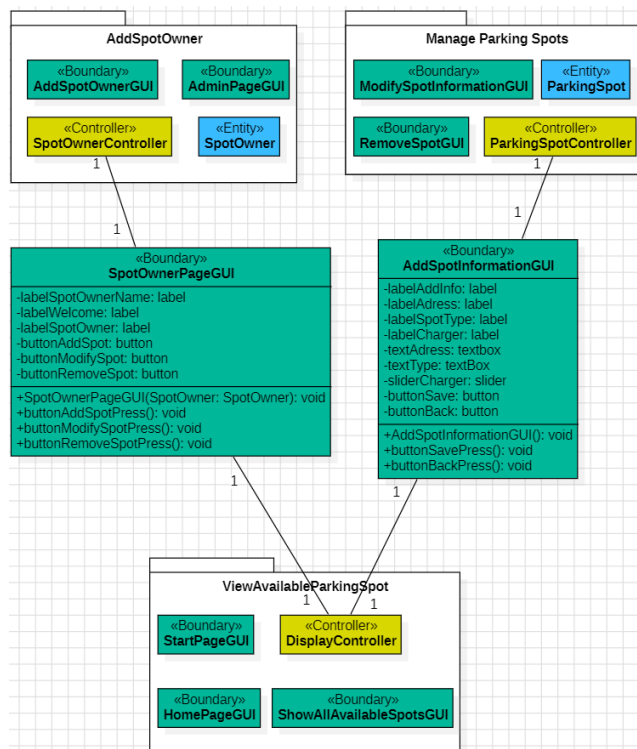 AddSpotOwner
«Boundary»
AddSpotOwnerGUI
«Boundary»
AdminPageGUI
«Controller»
SpotOwnerController
«Entity»
SpotOwner
Manage Parking Spots
«Boundary»
ModifySpotInformationGUI
«Entity»
ParkingSpot
«Boundary»
RemoveSpotGUI
«Controller»
ParkingSpotController
1
1
1
1
«Boundary»
SpotOwnerPageGUI
-labelSpotOwnerName: label
-labelWelcome: label
-labelSpotOwner: label
-buttonAddSpot: button
-buttonModifySpot: button
-buttonRemoveSpot: button
+SpotOwnerPageGUI(SpotOwner: SpotOwner): void
+buttonAddSpotPress(): void
+buttonModifySpotPress(): void
+buttonRemoveSpotPress(): void
«Boundary»
AddSpotInformationGUI
-labelAddInfo: label
-labelAdress: label
-labelSpotType: label
-labelCharger: label
-textAdress: textbox
-textType: textBox
-sliderCharger: slider
-buttonSave: button
-buttonBack: button
+AddSpotInformationGUI(): void
+buttonSavePress(): void
+buttonBackPress(): void
1
1
ViewAvailableParkingSpot
1
1
«Boundary»
StartPageGUI
«Controller»
DisplayController
«Boundary»
HomePageGUI
«Boundary»
ShowAllAvailableSpotsGUI